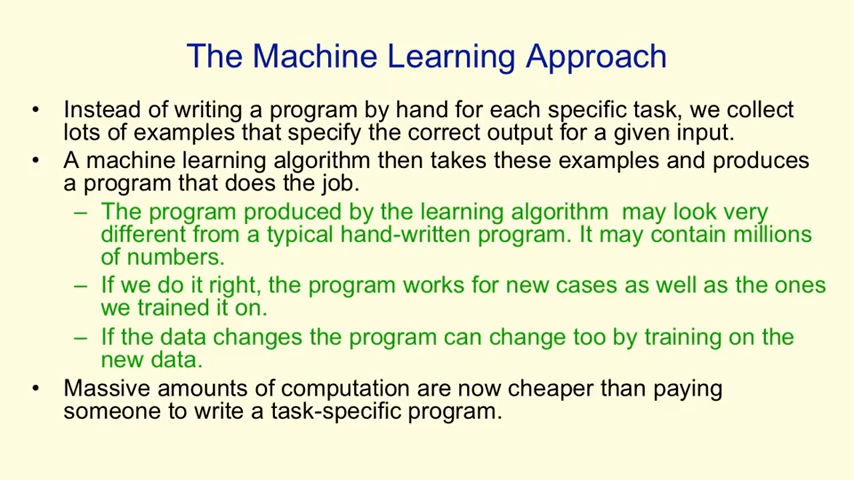 The Machine Learning Approach
• Instead of writing a program by hand for each specific task, we collect
lots of examples that specify the correct output for a given input.
• A machine learning algorithm then takes these examples and produces
a program that does the job.
– The program produced by the learning algorithm  may look very
different from a typical hand-written program. It may contain millions
of numbers.
– If we do it right, the program works for new cases as well as the ones
we trained it on.
– If the data changes the program can change too by training on the
new data.
• Massive amounts of computation are now cheaper than paying
someone to write a task-specific program.